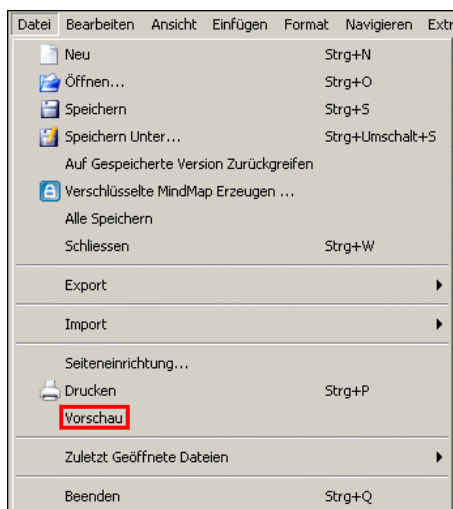 Datei Bearbeiten Ansicht Einfügen Format Navigieren Extr
Neu Strg+N
Öffnen... Strg+O
Speichern Strg+S
Speichern Unter... Strg+Umschalt+S
Auf Gespeicherte Version Zurückgreifen
Verschlüsselte MindMap Erzeugen ...
Alle Speichern
Schliessen Strg+W
Export
Import
Seiteneinrichtung...
Drucken Strg+P
Vorschau
Zuletzt Geöffnete Dateien
Beenden Strg+Q